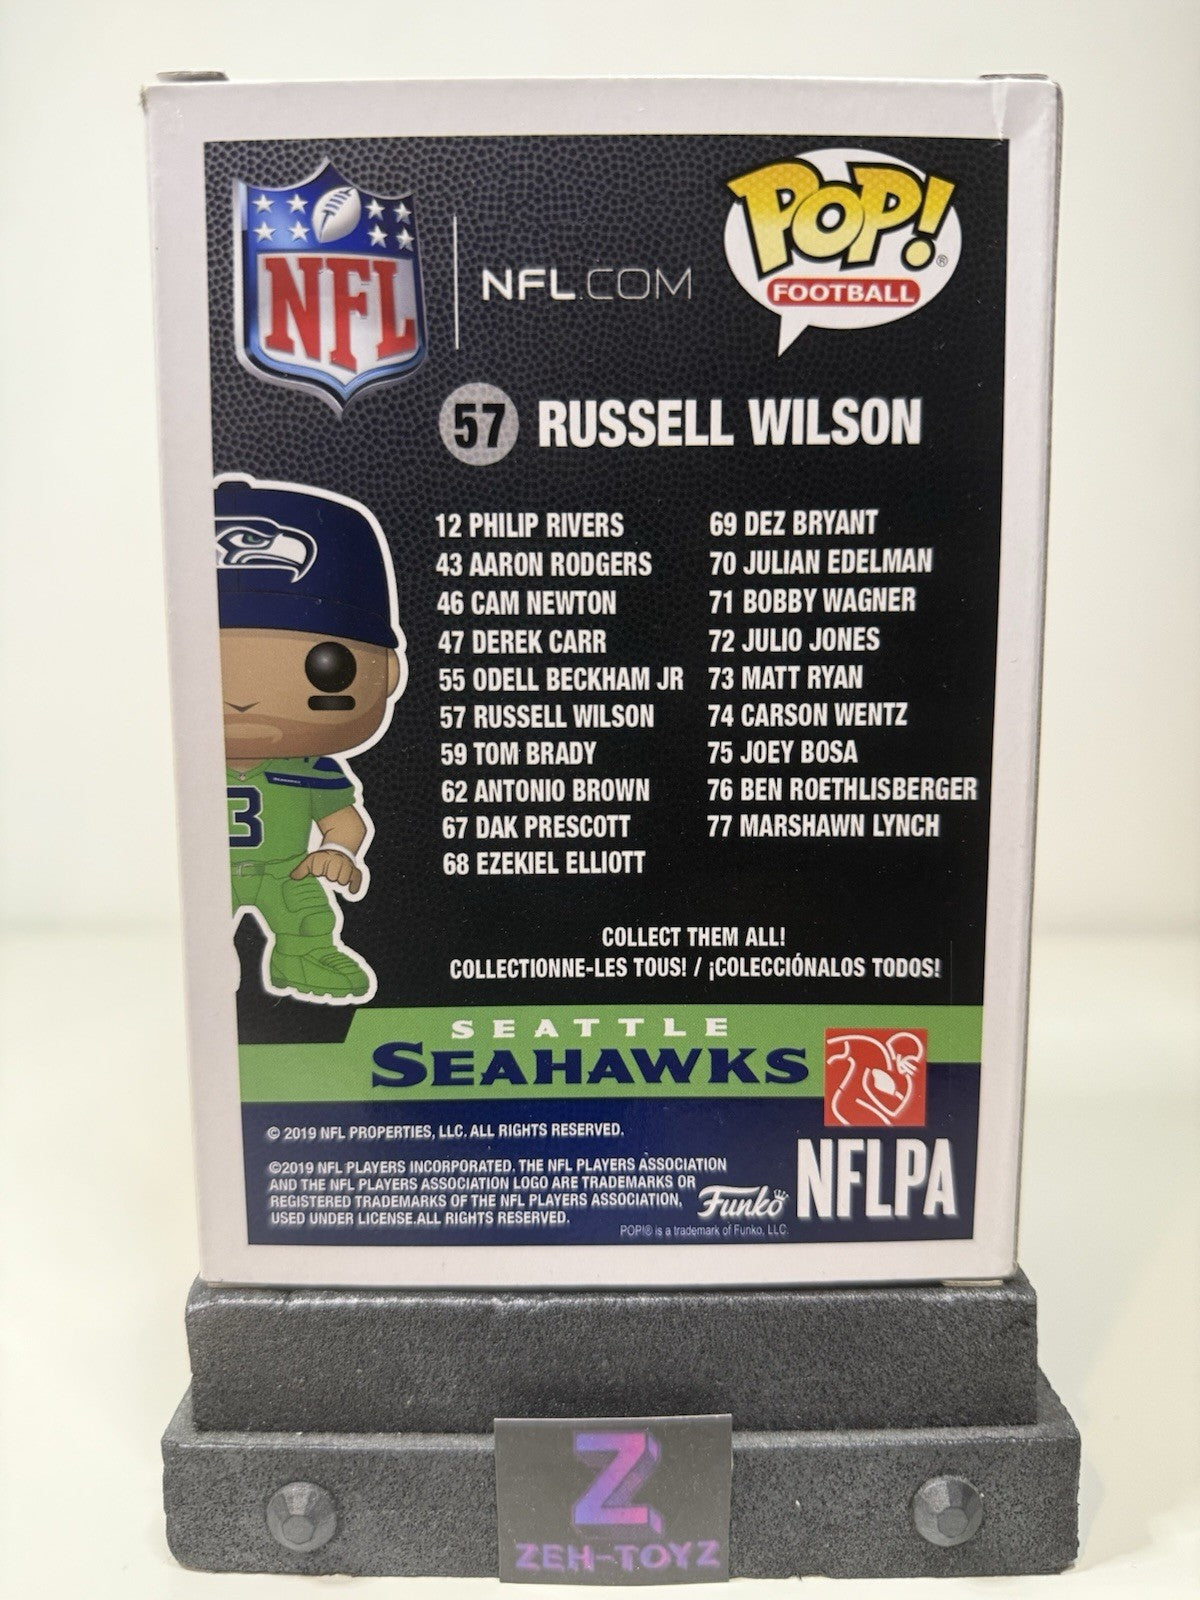 NFL
NFL.COM
POP!®
FOOTBALL
57 RUSSELL WILSON
12 PHILIP RIVERS
43 AARON RODGERS
46 CAM NEWTON
47 DEREK CARR
55 ODELL BECKHAM JR
57 RUSSELL WILSON
59 TOM BRADY
62 ANTONIO BROWN
67 DAK PRESCOTT
68 EZEKIEL ELLIOTT
69 DEZ BRYANT
70 JULIAN EDELMAN
71 BOBBY WAGNER
72 JULIO JONES
73 MATT RYAN
74 CARSON WENTZ
75 JOEY BOSA
76 BEN ROETHLISBERGER
77 MARSHAWN LYNCH
3
COLLECT THEM ALL!
COLLECTIONNE-LES TOUS! / ¡COLECCIÓNALOS TODOS!
SEATTLE
SEAHAWKS
© 2019 NFL PROPERTIES, LLC. ALL RIGHTS RESERVED.
©2019 NFL PLAYERS INCORPORATED. THE NFL PLAYERS ASSOCIATION
AND THE NFL PLAYERS ASSOCIATION LOGO ARE TRADEMARKS OR
REGISTERED TRADEMARKS OF THE NFL PLAYERS ASSOCIATION,
USED UNDER LICENSE.ALL RIGHTS RESERVED.
Funko
POP!® is a trademark of Funko, LLC.
NFLPA
Z
ZEH-TOYZ